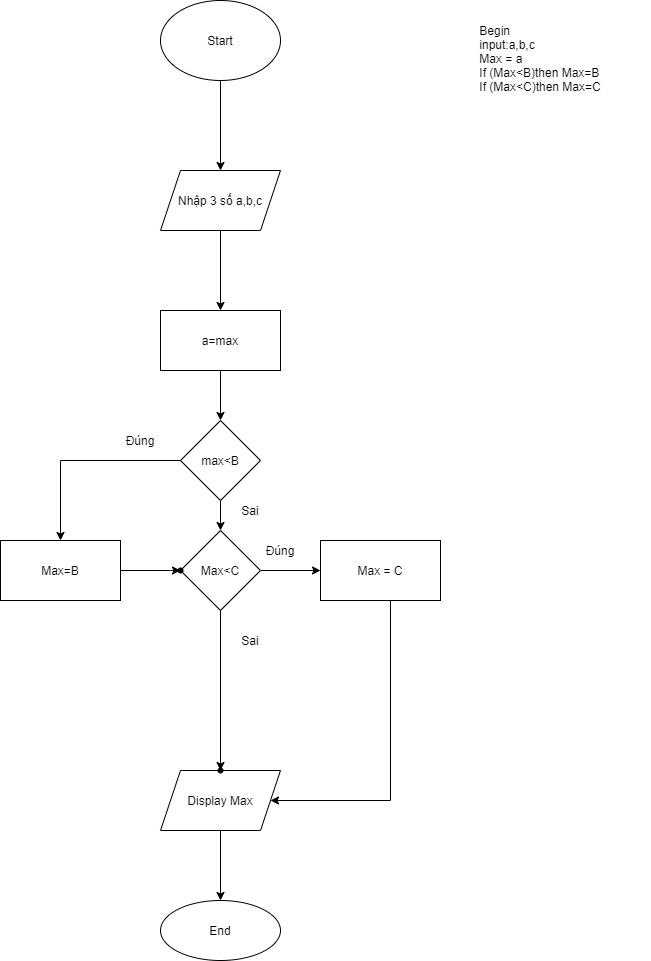 Start
Begin
input:a,b,c
Max = a
If (Max<B)then Max=B
If (Max<C)then Max=C
Nhập 3 số a,b,c
a=max
Đúng
max<B
Sai
Max=B
Max<C
Đúng
Max = C
Sai
Display Max
End